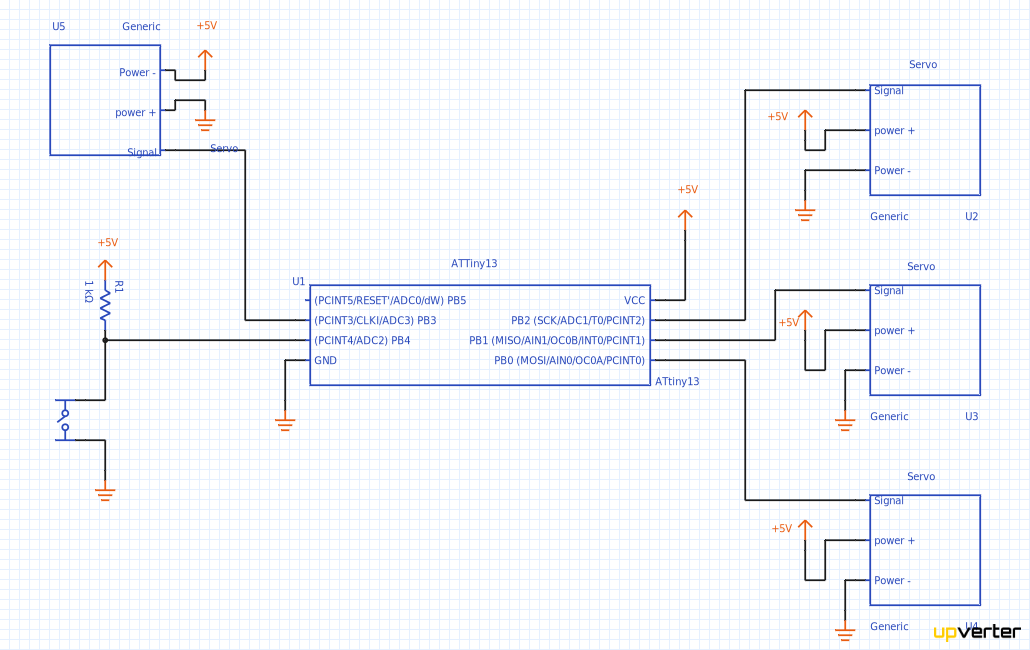 U5 Generic
+5V
Power -
power +
Signal
Servo
+5V
R1
1 kΩ
ATTiny13
U1
(PCINT5/RESET'/ADC0/dW) PB5
(PCINT3/CLKI/ADC3) PB3
(PCINT4/ADC2) PB4
GND
VCC
PB2 (SCK/ADC1/T0/PCINT2)
PB1 (MISO/AIN1/OC0B/INT0/PCINT1)
PB0 (MOSI/AIN0/OC0A/PCINT0)
ATtiny13
+5V
Servo
Signal
+5V
power +
Power -
Generic U2
Servo
Signal
+5V
power +
Power -
Generic U3
Servo
Signal
+5V
power +
Power -
Generic U4
upverter